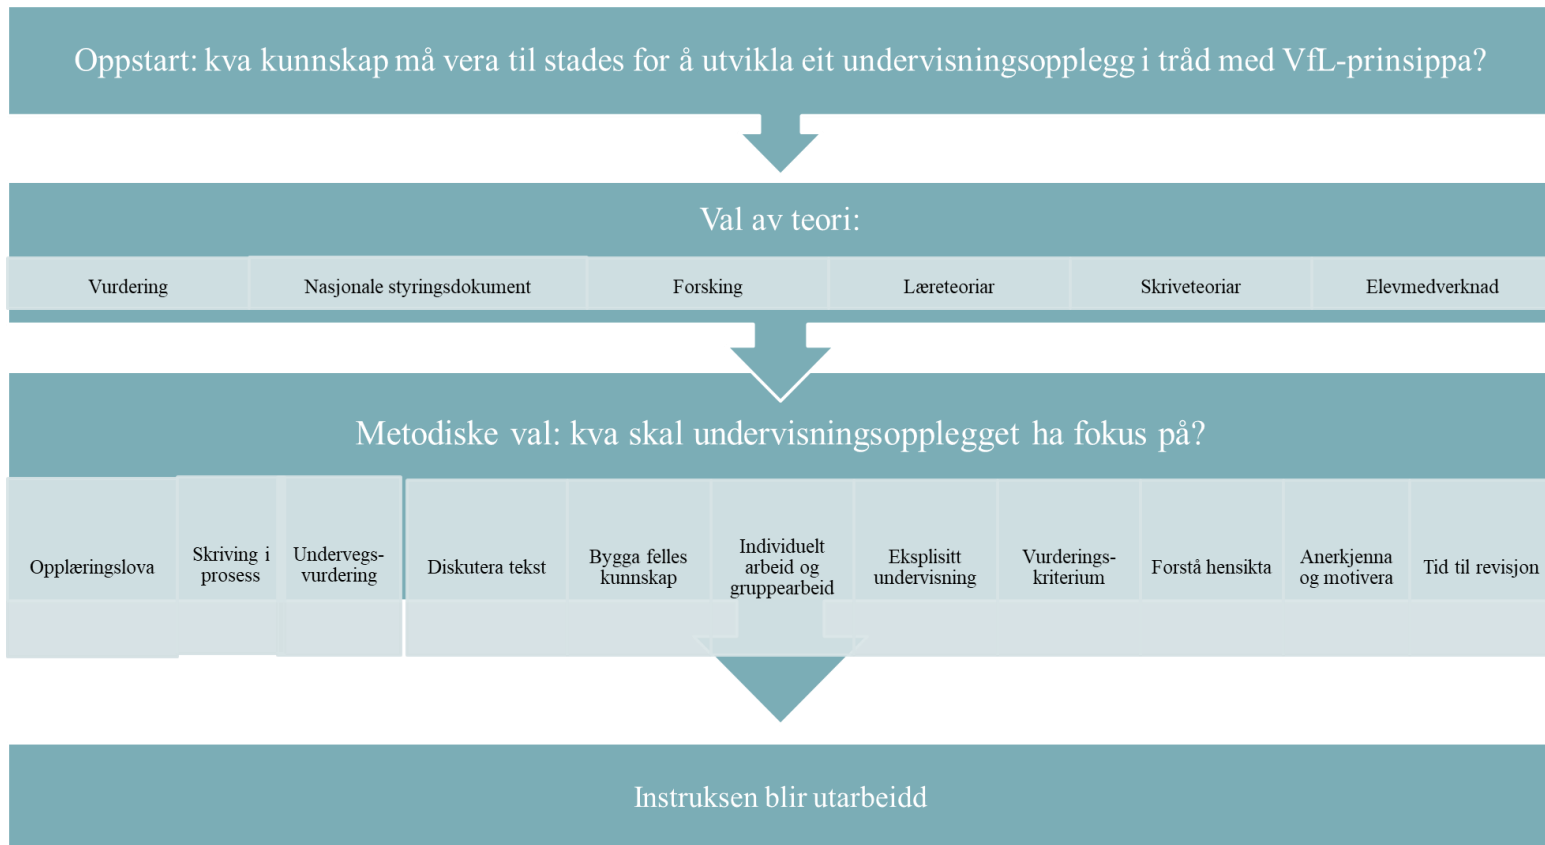 Oppstart: kva kunnskap må vera til stades for å utvikla eit undervisningsopplegg i tråd med VfL-prinsippa?
Val av teori:
Vurdering
Nasjonale styringsdokument
Forsking
Læreteoriar
Skriveteoriar
Elevmedverknad
Metodiske val: kva skal undervisningsopplegget ha fokus på?
Opplæringslova
Skriving i
prosess
Undervegs-
vurdering
Diskutera tekst
Bygga felles
kunnskap
Individuelt
arbeid og
gruppearbeid
Eksplisitt
undervisning
Vurderings-
kriterium
Forstå hensikta
Anerkjenna
og motivera
Tid til revisjon
Instruksen blir utarbeidd